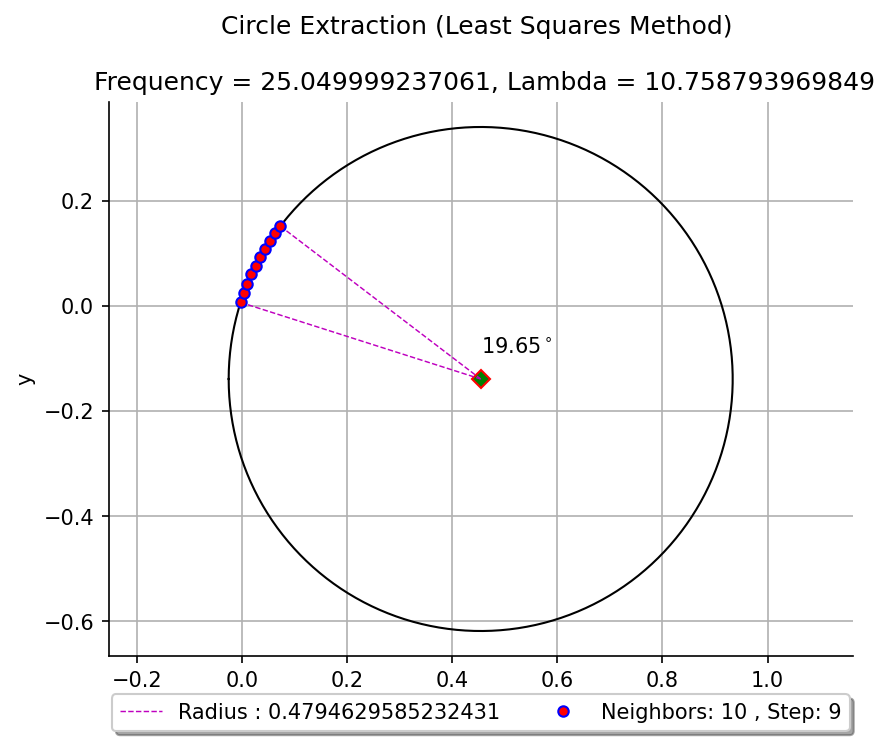 Circle Extraction (Least Squares Method)
Frequency = 25.049999237061, Lambda = 10.758793969849
0.2
0.0
−0.2
−0.4
−0.6
y
19.65°
−0.2
0.0
0.2
0.4
0.6
0.8
1.0
Radius : 0.4794629585232431
Neighbors: 10 , Step: 9